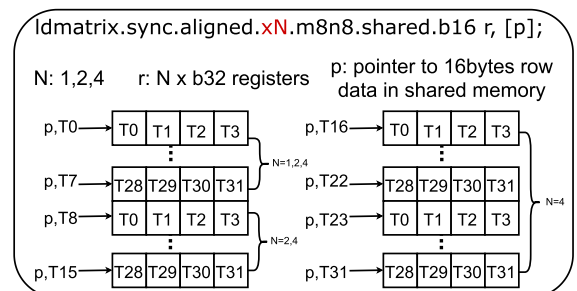 ldmatrix.sync.aligned.xN.m8n8.shared.b16 r, [p];
N: 1,2,4 r: N x b32 registers p: pointer to 16bytes row
data in shared memory
p,T0 T0 T1 T2 T3 p,T16 T0 T1 T2 T3
N=1,2,4
p,T7 T28 T29 T30 T31 p,T22 T28 T29 T30 T31
N=4
p,T8 T0 T1 T2 T3 p,T23 T0 T1 T2 T3
N=2,4
p,T15 T28 T29 T30 T31 p,T31 T28 T29 T30 T31